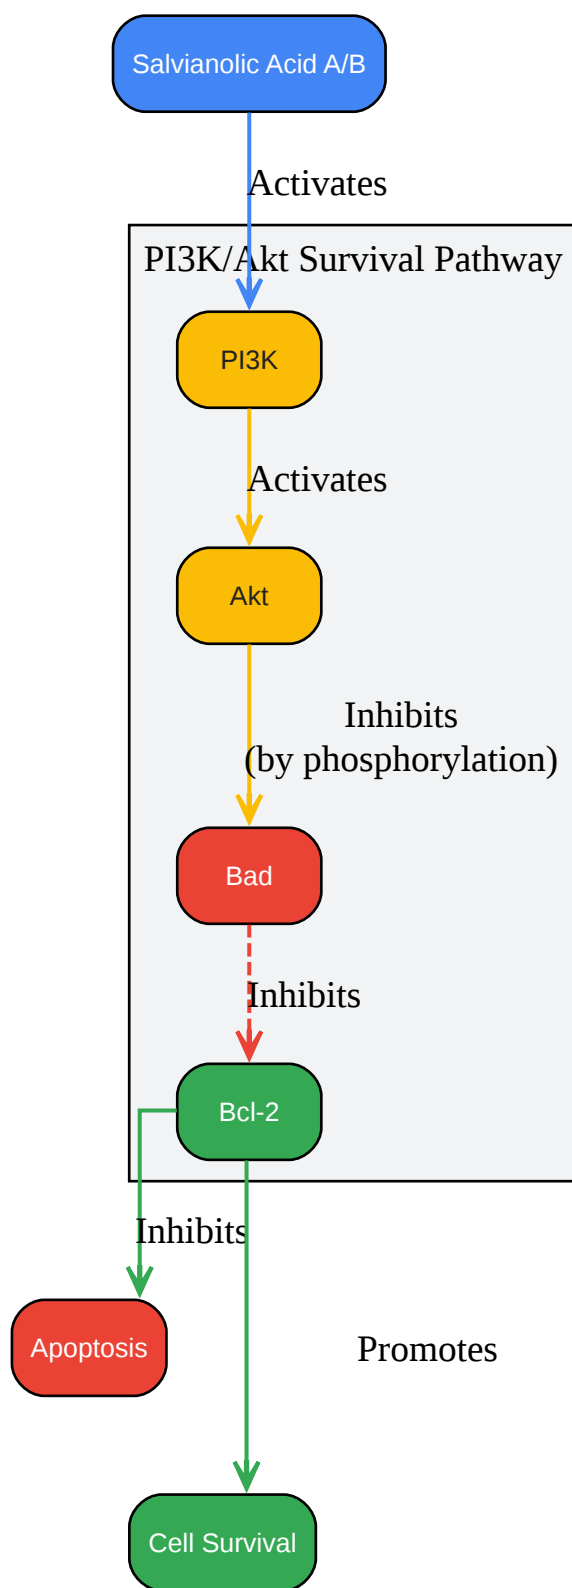 Salvianolic Acid A/B
Activates
PI3K/Akt Survival Pathway
PI3K
Activates
Akt
Inhibits
(by phosphorylation)
Bad
Inhibits
Bcl-2
Inhibits
Apoptosis
Promotes
Cell Survival